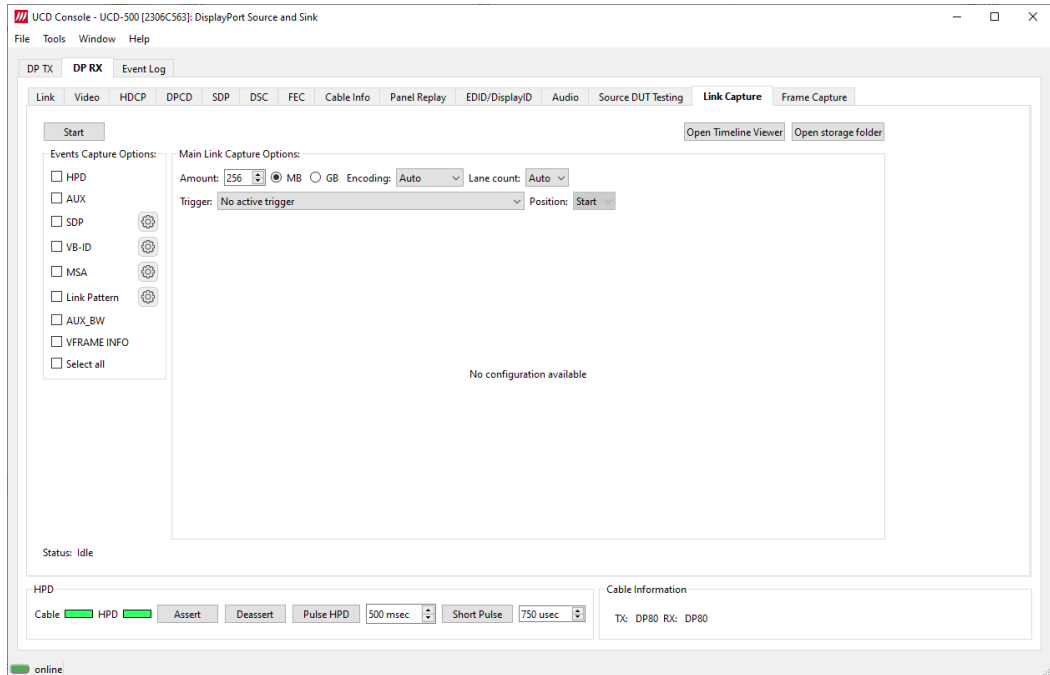 UCD Console - UCD-500 [2306C563]: DisplayPort Source and Sink
File Tools Window Help
DP TX DP RX Event Log
Link Video HDCP DPCD SDP DSC FEC Cable Info Panel Replay EDID/DisplayID Audio Source DUT Testing Link Capture Frame Capture
Start Open Timeline Viewer Open storage folder
Events Capture Options: Main Link Capture Options:
HPD
Amount: 256 MB GB Encoding: Auto Lane count: Auto
AUX
Trigger: No active trigger Position: Start
SDP
VB-ID
MSA
Link Pattern
AUX_BW
VFRAME INFO
Select all
No configuration available
Status: Idle
HPD Cable Information
Cable HPD Assert Deassert Pulse HPD 500 msec Short Pulse 750 usec
TX: DP80 RX: DP80
online